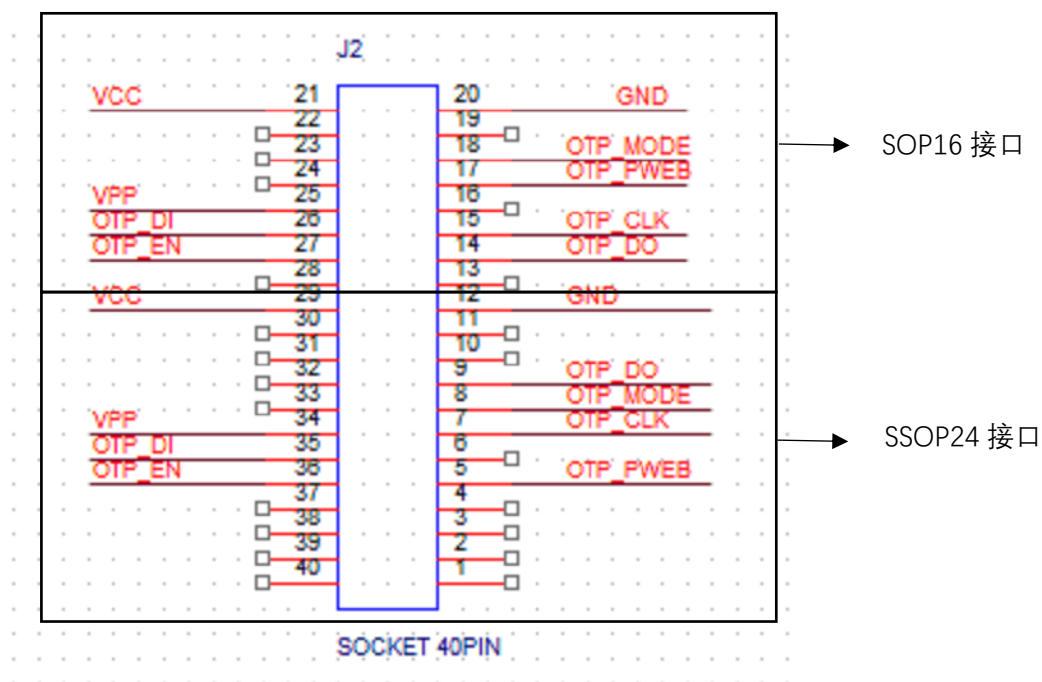 J2
VCC 21 20 GND
22 19
23 18 OTP_MODE
24 17 OTP_PWEB
VPP 25 16
OTP_DI 26 15 OTP_CLK
OTP_EN 27 14 OTP_DO
28 13
VCC 29 12 GND
30 11
31 10
32 9 OTP_DO
33 8 OTP_MODE
VPP 34 7 OTP_CLK
OTP_DI 35 6
OTP_EN 36 5 OTP_PWEB
37 4
38 3
39 2
40 1
SOCKET 40PIN
SOP16 接口
SSOP24 接口